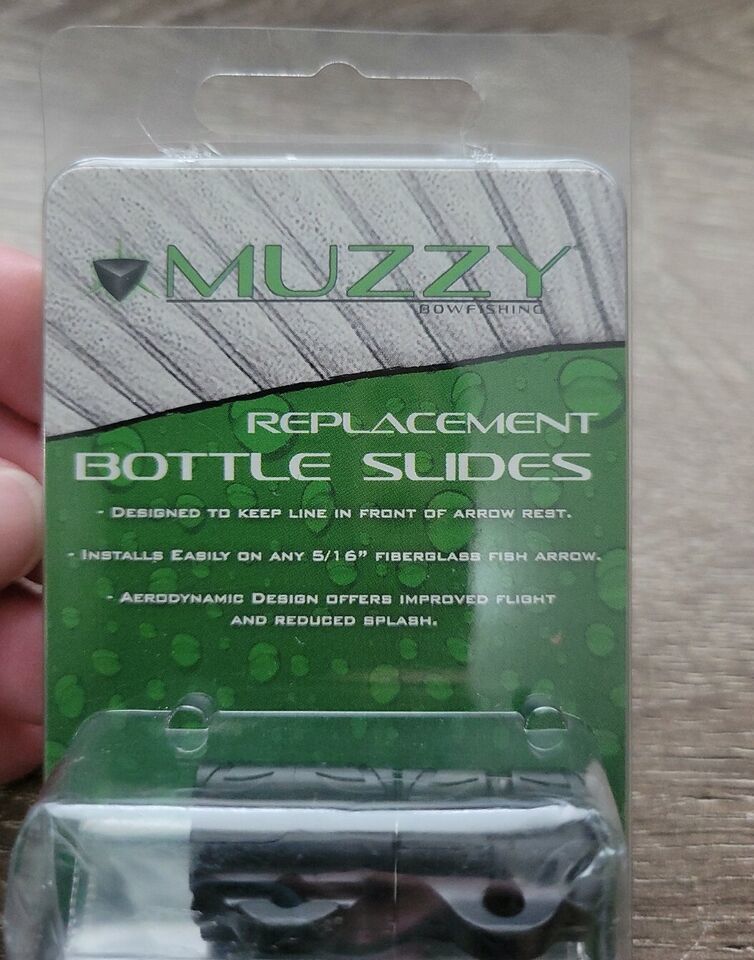 MUZZY
BOWFISHING
REPLACEMENT
BOTTLE SLIDES
- DESIGNED TO KEEP LINE IN FRONT OF ARROW REST.
- INSTALLS EASILY ON ANY 5/16" FIBERGLASS FISH ARROW.
- AERODYNAMIC DESIGN OFFERS IMPROVED FLIGHT
AND REDUCED SPLASH.